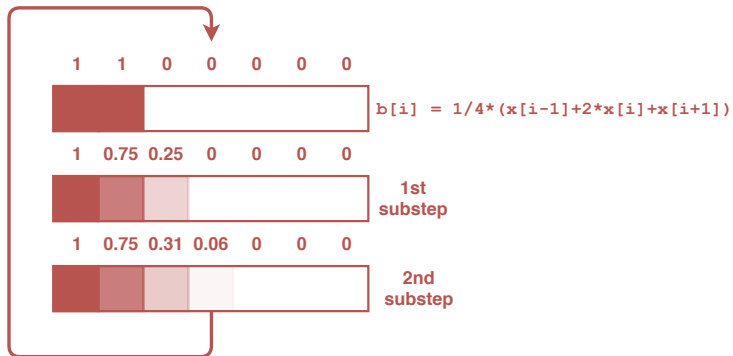 1 1 0 0 0 0 0
b[i] = 1/4*(x[i-1]+2*x[i]+x[i+1])
1 0.75 0.25 0 0 0 0
1st
substep
1 0.75 0.31 0.06 0 0 0
2nd
substep